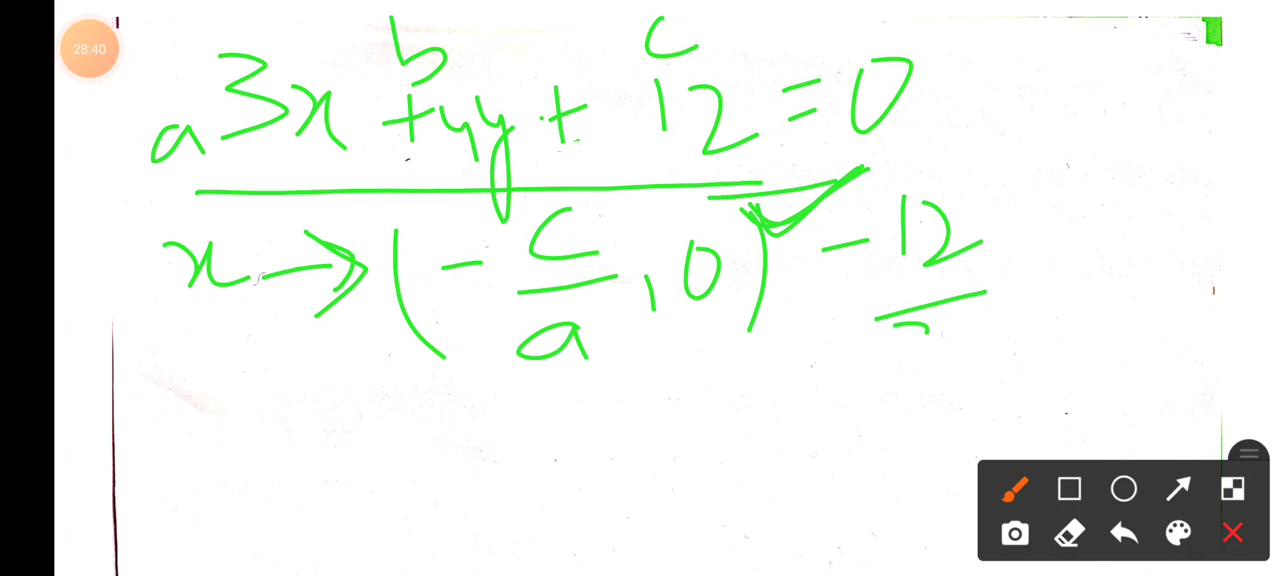 28:40
b c
a 3x + 4y + 12 = 0
x → (- c/a , 0) - 12/